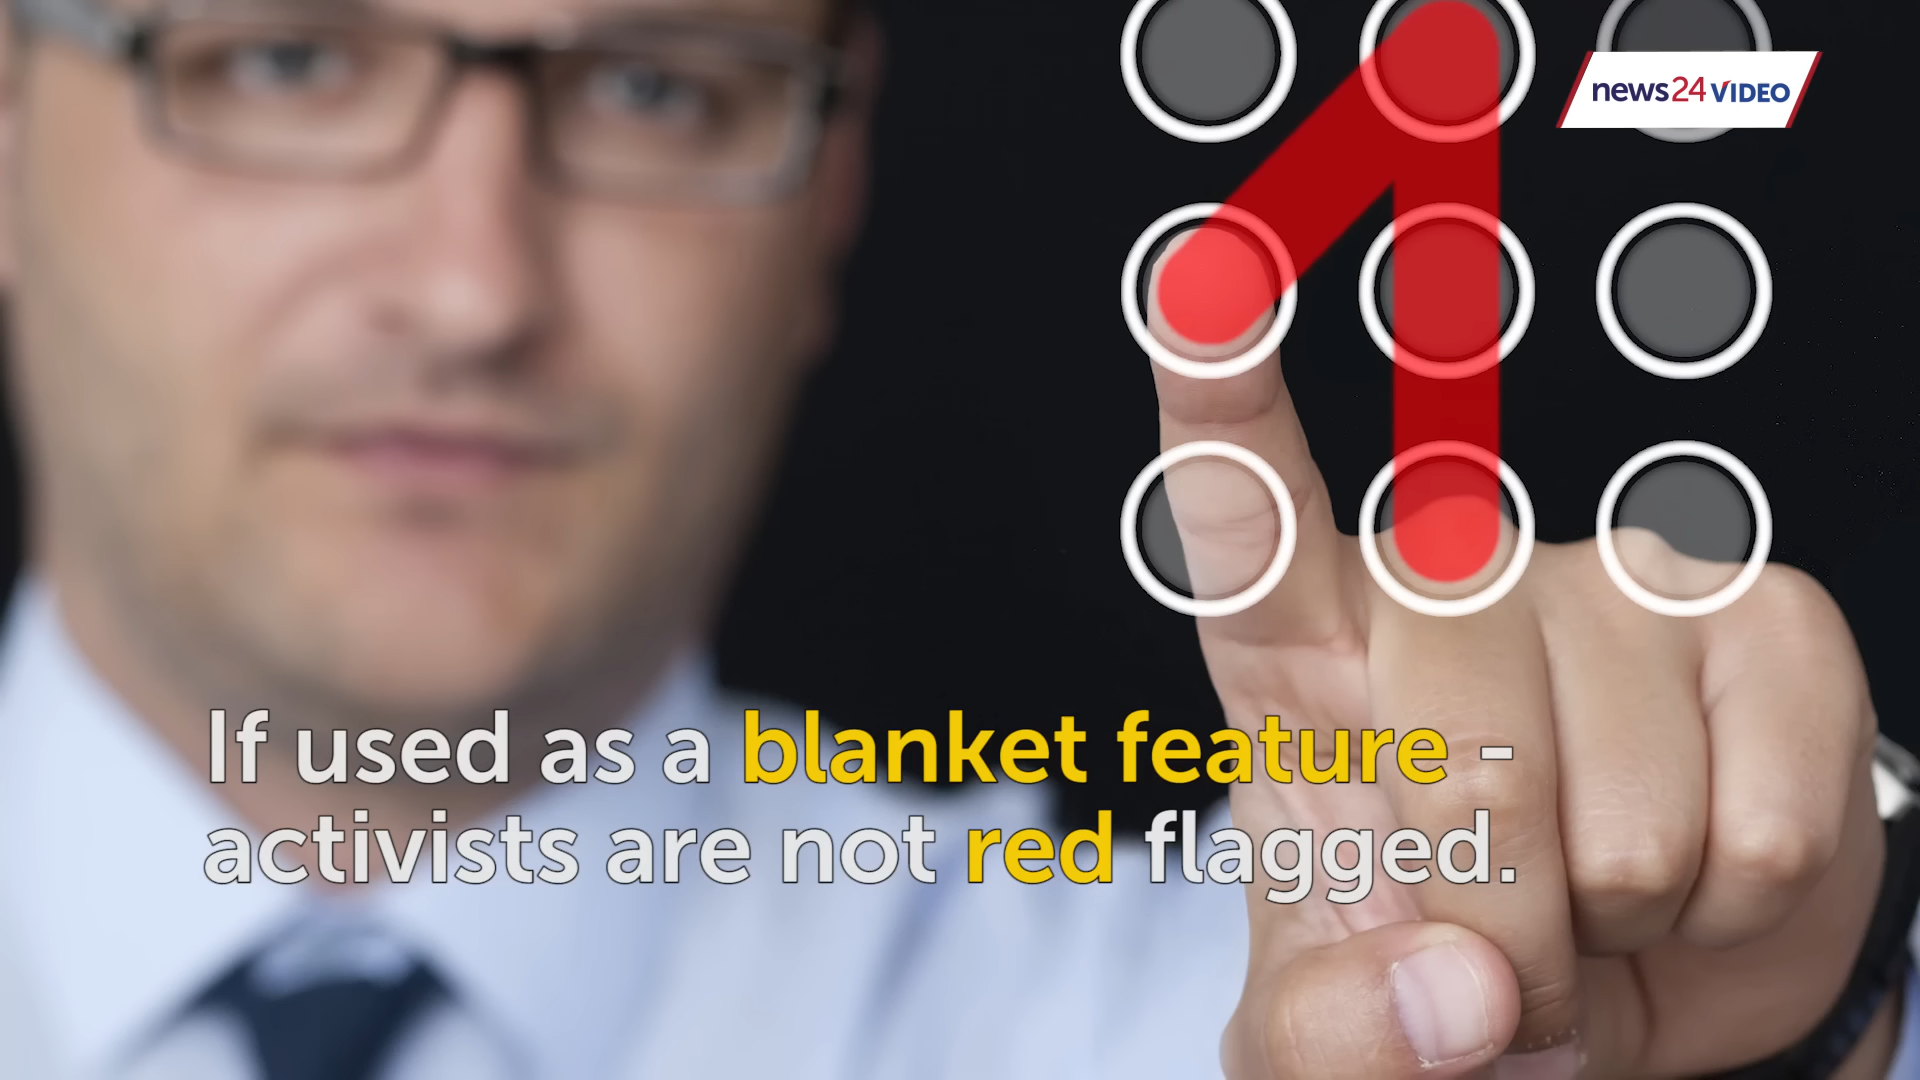 news24 VIDEO
If used as a blanket feature -
activists are not red flagged.